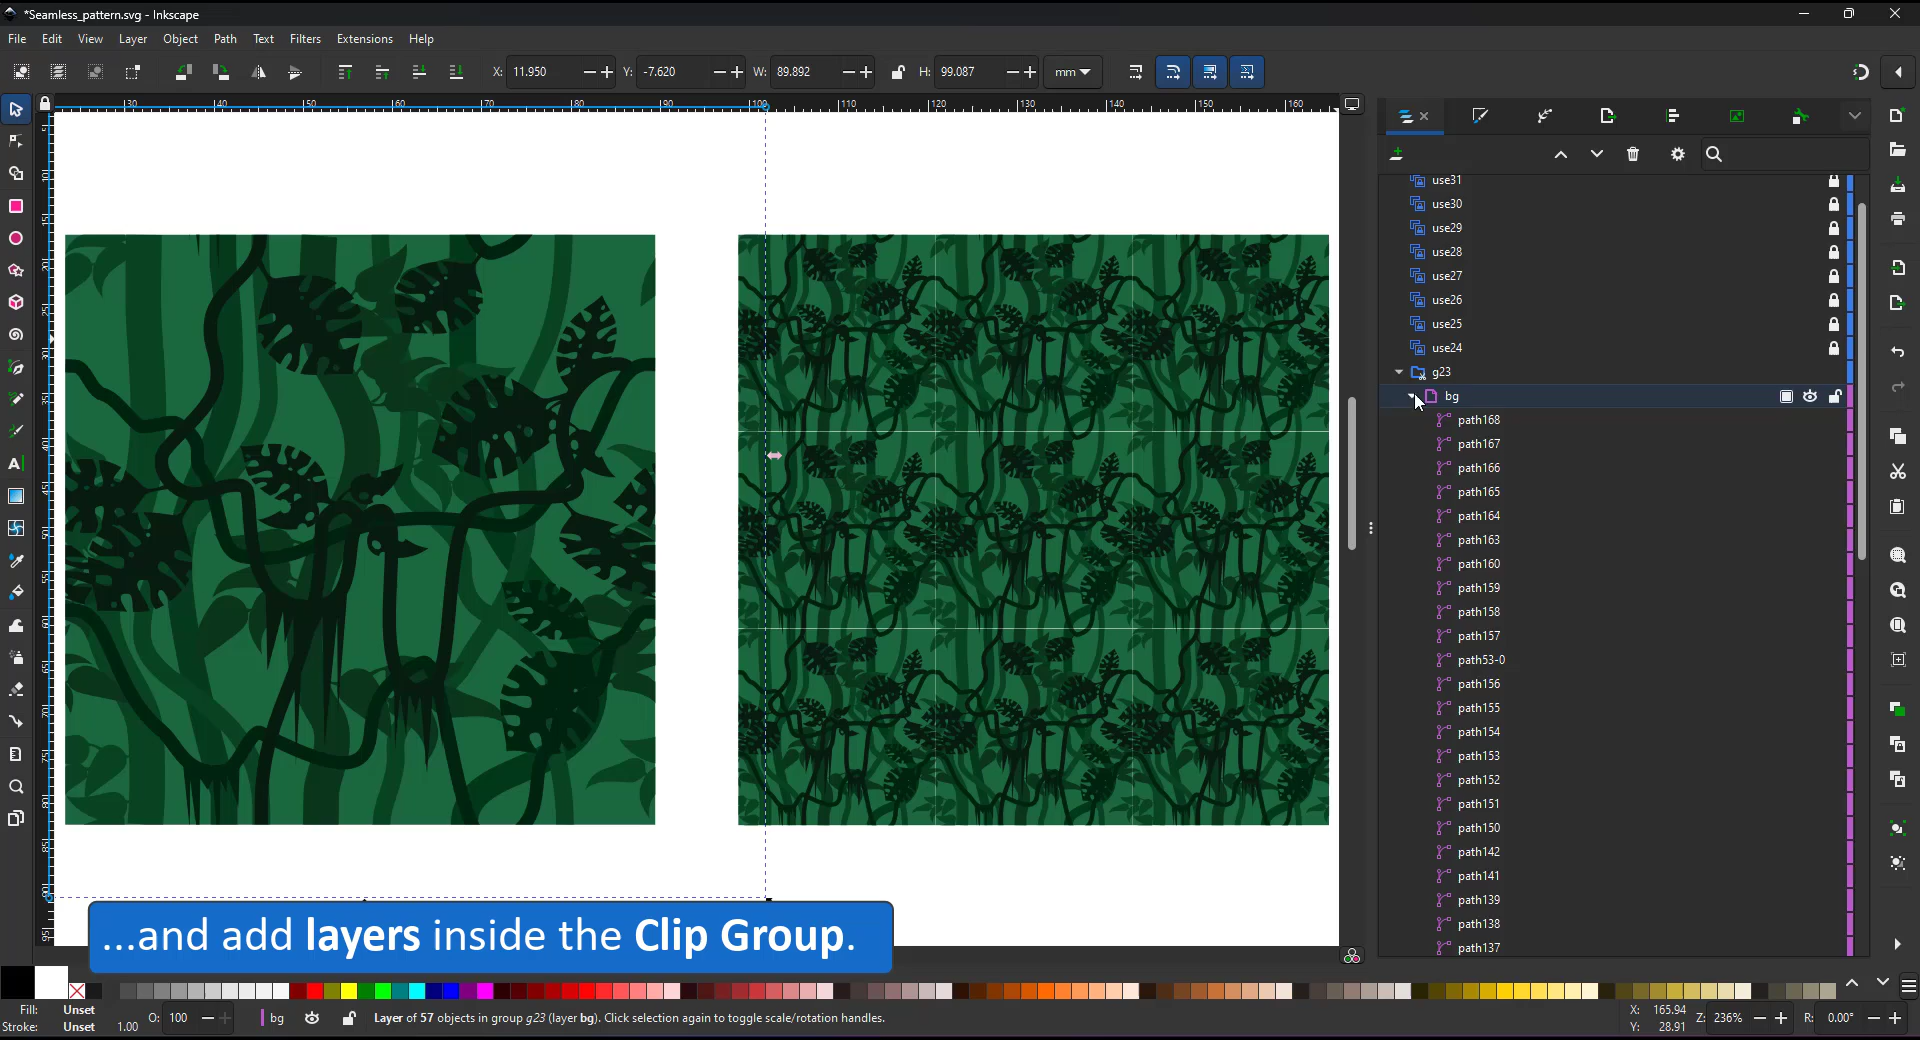 *Seamless_pattern.svg - Inkscape
File Edit View Layer Object Path Text Filters Extensions Help
X: 11.950 Y: -7.620 W: 89.892 H: 99.087 mm
use31
use30
use29
use28
use27
use26
use25
use24
g23
bg
path168
path167
path166
path165
path164
path163
path160
path159
path158
path157
path53-0
path156
path155
path154
path153
path152
path151
path150
path142
path141
path139
path138
path137
...and add layers inside the Clip Group.
Fill: Unset
Stroke: Unset 1.00
O: 100
bg
Layer of 57 objects in group g23 (layer bg). Click selection again to toggle scale/rotation handles.
X: 165.94
Y: 28.91
Z: 236%
R: 0.00°